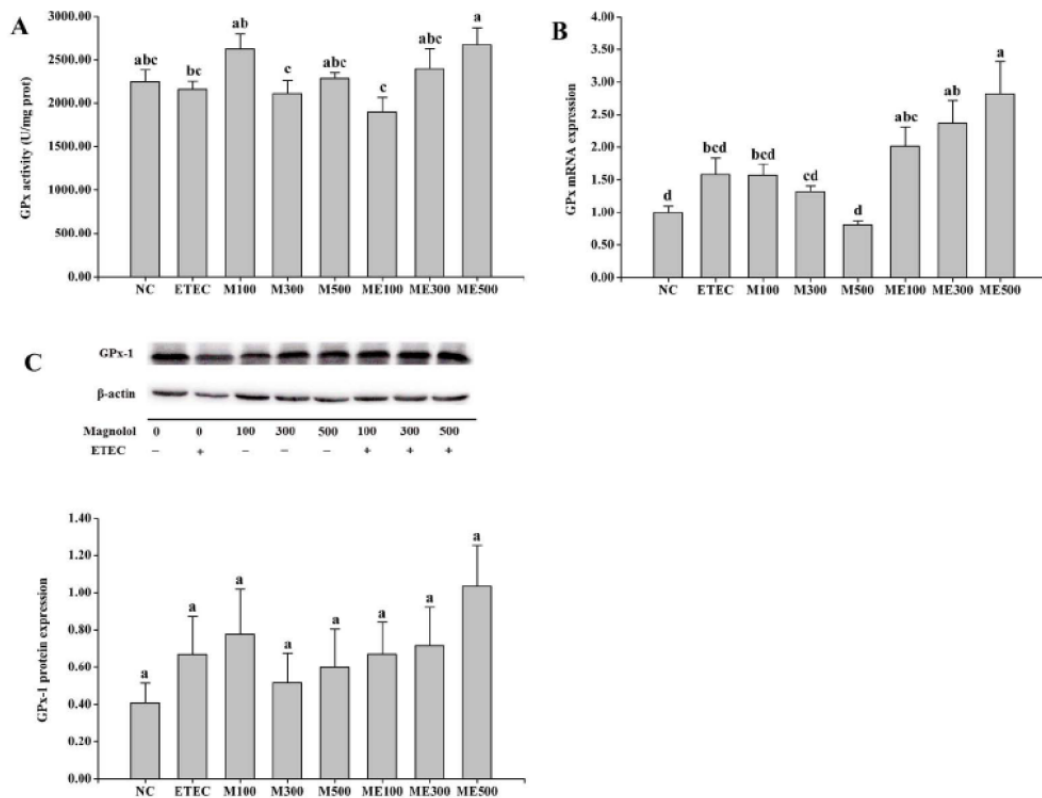 A
GPx activity (U/mg prot)
3000.00
2500.00
2000.00
1500.00
1000.00
500.00
0.00
abc
bc
ab
c
abc
c
abc
a
NC ETEC M100 M300 M500 ME100 ME300 ME500
B
GPx mRNA expression
4.00
3.50
3.00
2.50
2.00
1.50
1.00
0.50
0.00
d
bcd
bcd
cd
d
abc
ab
a
NC ETEC M100 M300 M500 ME100 ME300 ME500
C
GPx-1
β-actin
Magnolol 0 0 100 300 500 100 300 500
ETEC – + – – – + + +
GPx-1 protein expression
1.40
1.20
1.00
0.80
0.60
0.40
0.20
0.00
a
a
a
a
a
a
a
a
NC ETEC M100 M300 M500 ME100 ME300 ME500